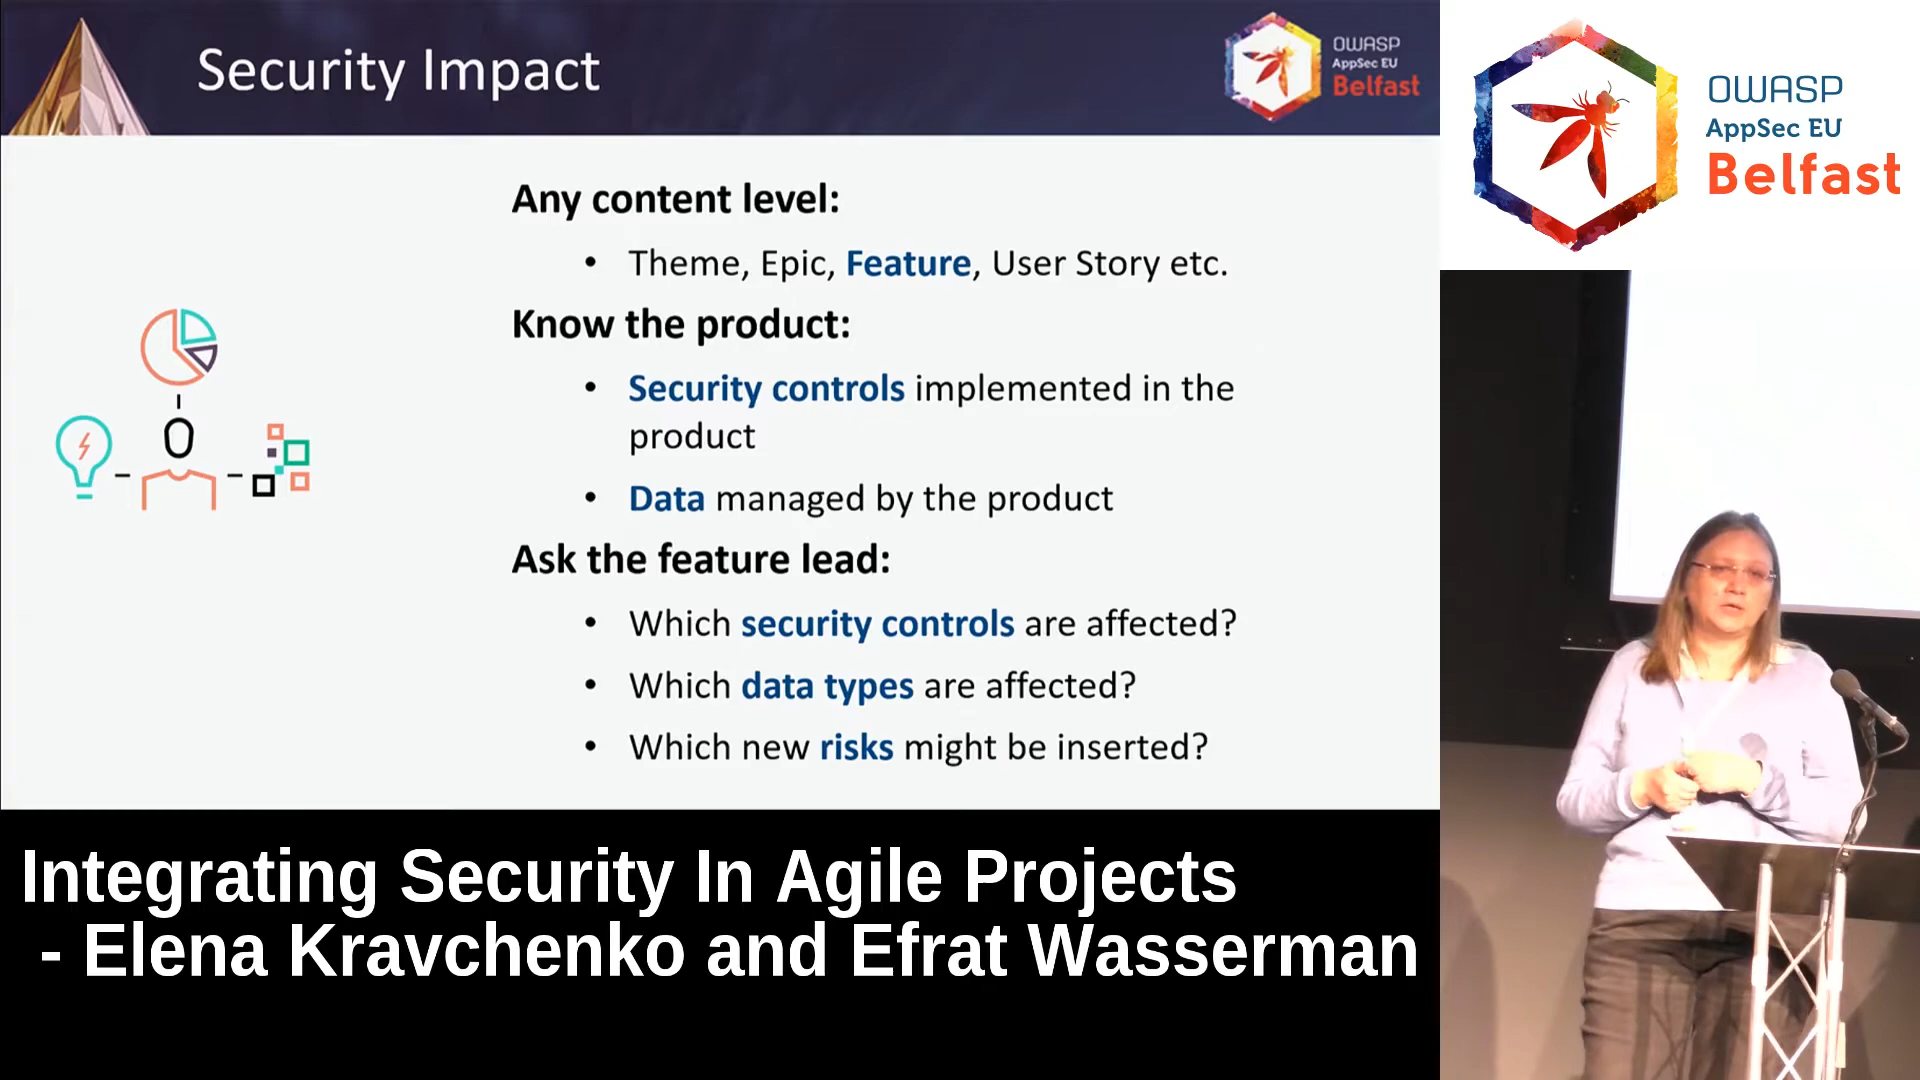 Security Impact
OWASP
AppSec EU
Belfast
Any content level:
• Theme, Epic, Feature, User Story etc.
Know the product:
• Security controls implemented in the
product
• Data managed by the product
Ask the feature lead:
• Which security controls are affected?
• Which data types are affected?
• Which new risks might be inserted?
OWASP
AppSec EU
Belfast
Integrating Security In Agile Projects
- Elena Kravchenko and Efrat Wasserman